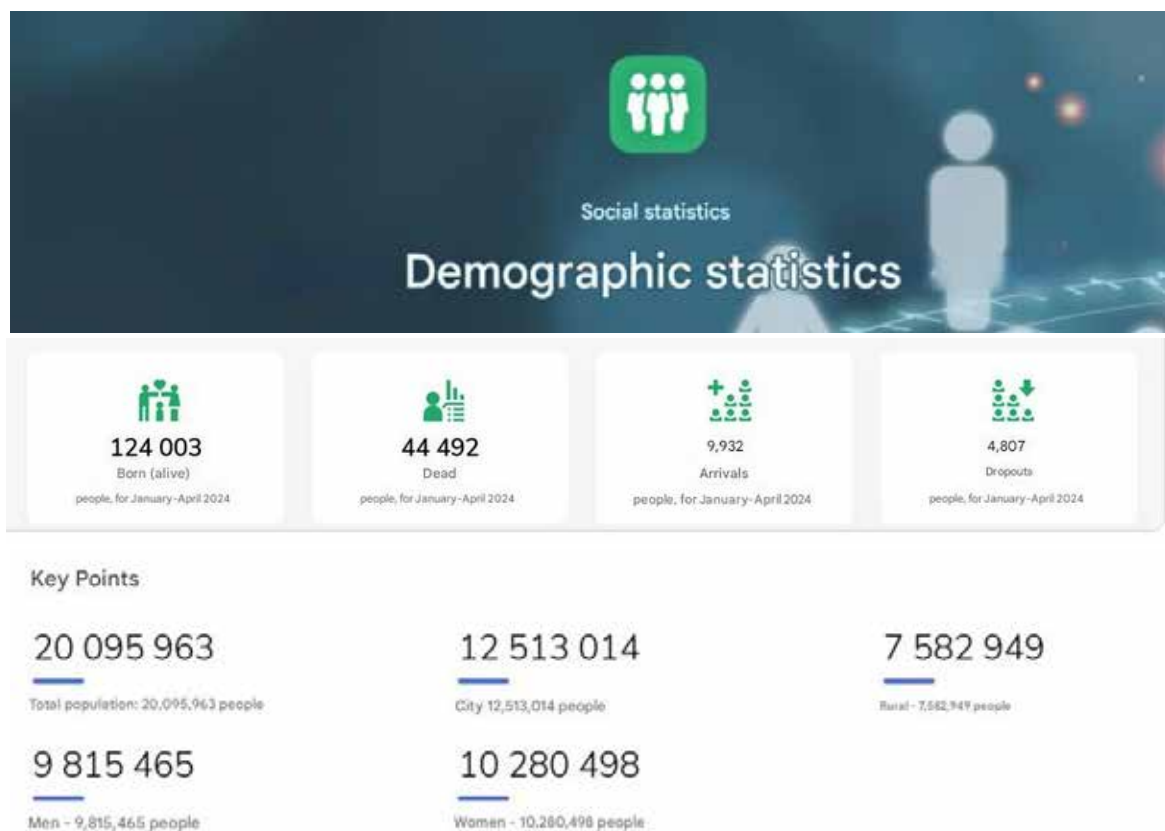 Social statistics
Demographic statistics
124 003
Born (alive)
people, for January-April 2024
44 492
Dead
people, for January-April 2024
9,932
Arrivals
people, for January-April 2024
4,807
Dropouts
people, for January-April 2024
Key Points
20 095 963
Total population: 20,095,963 people
12 513 014
City 12,513,014 people
7 582 949
Rural - 7,582,949 people
9 815 465
Men - 9,815,465 people
10 280 498
Women - 10,280,498 people